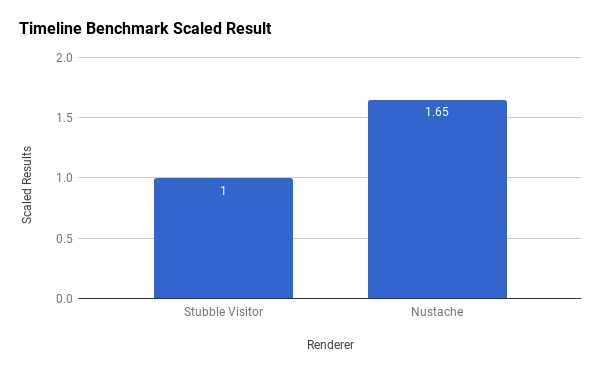 Timeline Benchmark Scaled Result
2.0
1.5
1.0
0.5
0.0
Scaled Results
1
1.65
Stubble Visitor
Nustache
Renderer